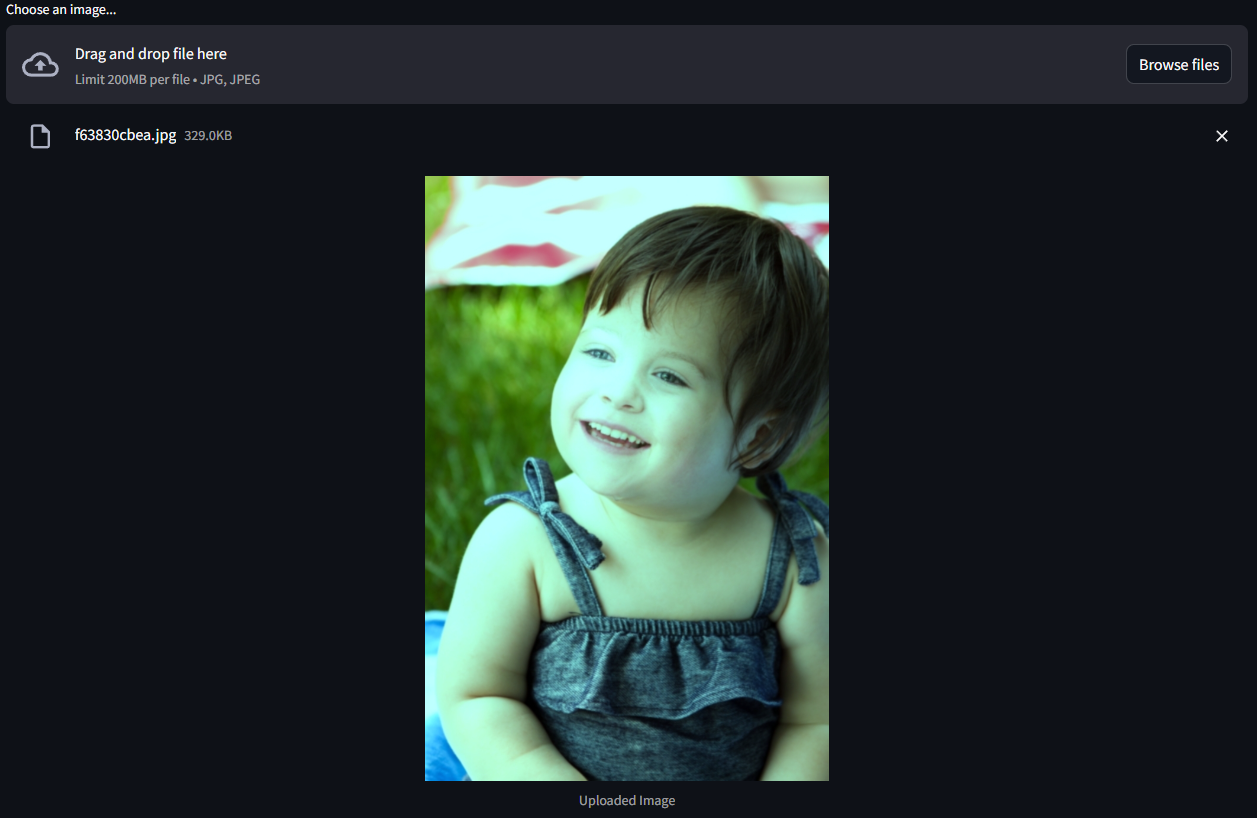 Choose an image...
Drag and drop file here
Limit 200MB per file • JPG, JPEG
Browse files
f63830cbea.jpg 329.0KB
Uploaded Image